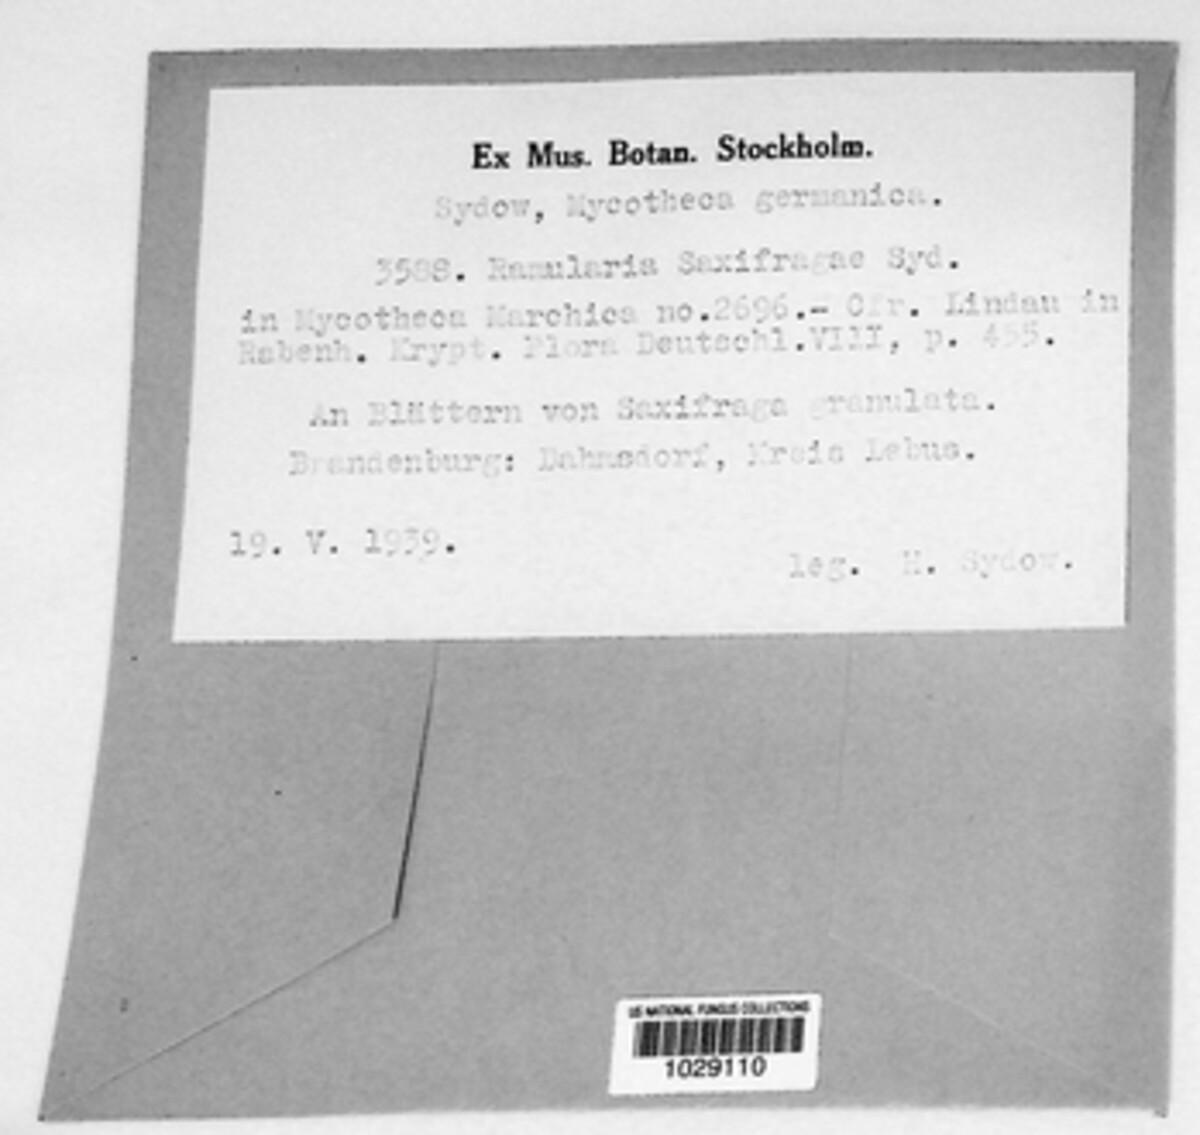 Ex Mus. Botan. Stockholm.
Sydow, Mycotheca germanica.
3588. Ramularia Saxifragae Syd.
in Mycotheca Marchica no.2696.- Cfr. Lindau in
Rabenh. Krypt. Flora Deutschl.VIII, p. 455.
An Blättern von Saxifraga granulata.
Brandenburg: Dahmsdorf, Kreis Lebus.
19. V. 1939.
leg. H. Sydow.
US NATIONAL FUNGUS COLLECTIONS
1029110